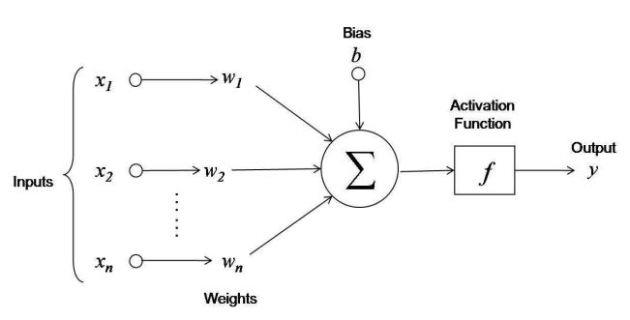 Bias
b
x1 w1
Activation
Function
Inputs
x2 w2
Σ
f
Output
y
xn wn
Weights